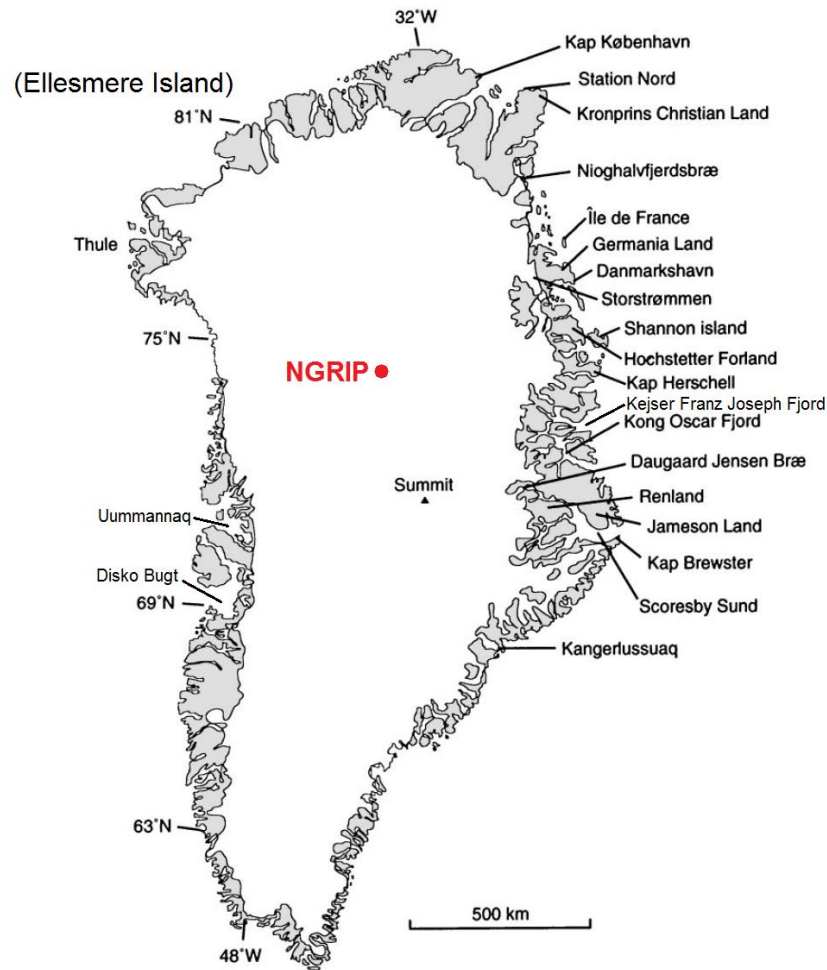 32°W
Kap København
(Ellesmere Island)
Station Nord
81°N
Kronprins Christian Land
Nioghalvfjerdsbræ
Île de France
Thule
Germania Land
Danmarkshavn
Storstrømmen
75°N
Shannon island
Hochstetter Forland
NGRIP
Kap Herschell
Kejser Franz Joseph Fjord
Kong Oscar Fjord
Daugaard Jensen Bræ
Summit
Renland
Uummannaq
Jameson Land
Kap Brewster
Disko Bugt
69°N
Scoresby Sund
Kangerlussuaq
63°N
500 km
48°W